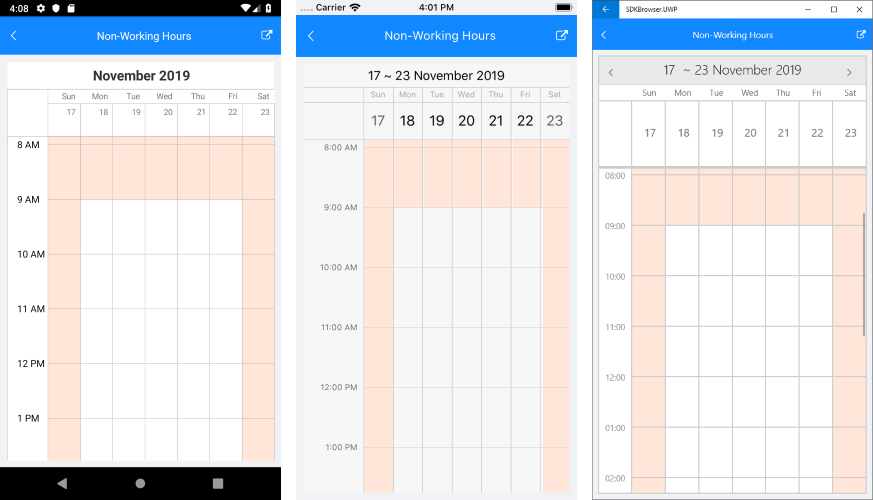 4:08
Non-Working Hours
November 2019
Sun Mon Tue Wed Thu Fri Sat
17 18 19 20 21 22 23
8 AM
9 AM
10 AM
11 AM
12 PM
1 PM
Carrier 4:01 PM
Non-Working Hours
17 ~ 23 November 2019
Sun Mon Tue Wed Thu Fri Sat
17 18 19 20 21 22 23
8:00 AM
9:00 AM
10:00 AM
11:00 AM
12:00 PM
1:00 PM
SDKBrowser.UWP
Non-Working Hours
17 ~ 23 November 2019
Sun Mon Tue Wed Thu Fri Sat
17 18 19 20 21 22 23
08:00
09:00
10:00
11:00
12:00
01:00
02:00